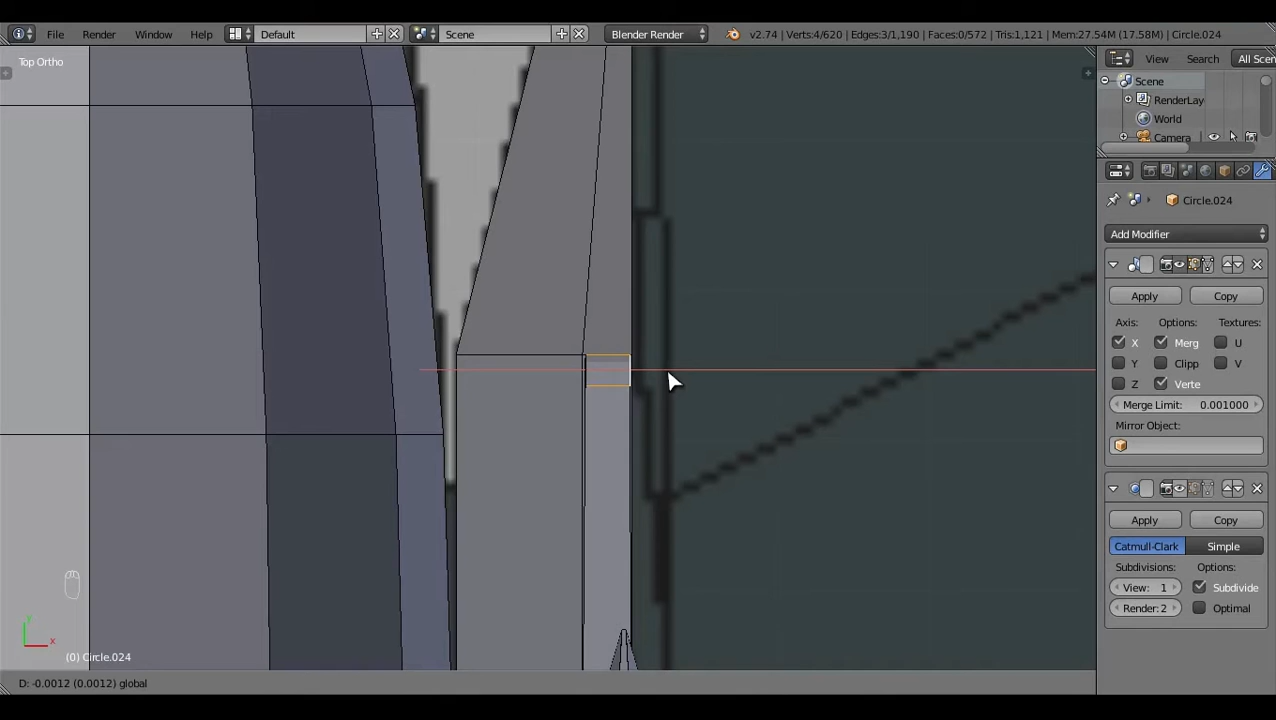 File Render Window Help Default Scene Blender Render v2.74 | Verts:4/620 | Edges:3/1,190 | Faces:0/572 | Tris:1,121 | Mem:27.54M (17.58M) | Circle.024
Top Ortho
View Search All Scen
Scene
RenderLay
World
Camera
Circle.024
Add Modifier
Apply Copy
Axis: Options: Textures:
X Merg U
Y Clipp V
Z Verte
Merge Limit: 0.001000
Mirror Object:
Apply Copy
Catmull-Clark Simple
Subdivisions: Options:
View: 1 Subdivide
Render: 2 Optimal
y
x
(0) Circle.024
D: -0.0012 (0.0012) global